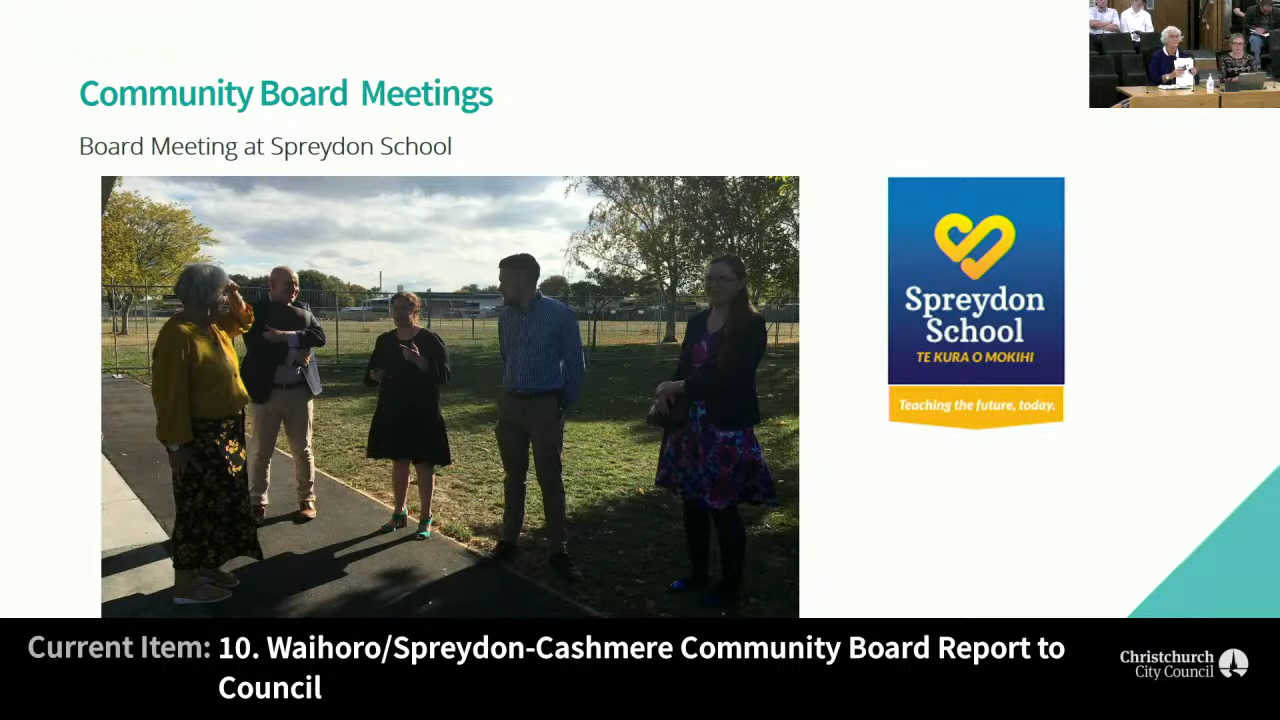 Community Board Meetings
Board Meeting at Spreydon School
Spreydon
School
TE KURA O MOKIHI
Teaching the future, today.
Current Item: 10. Waihoro/Spreydon-Cashmere Community Board Report to
Council
Christchurch
City Council